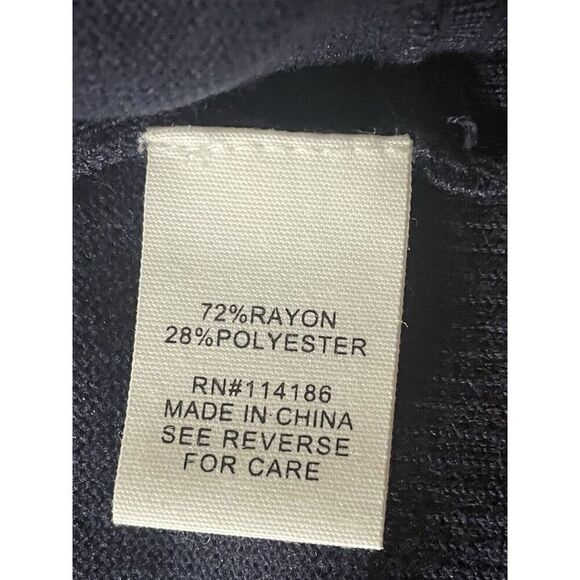 72%RAYON
28%POLYESTER
RN#114186
MADE IN CHINA
SEE REVERSE
FOR CARE